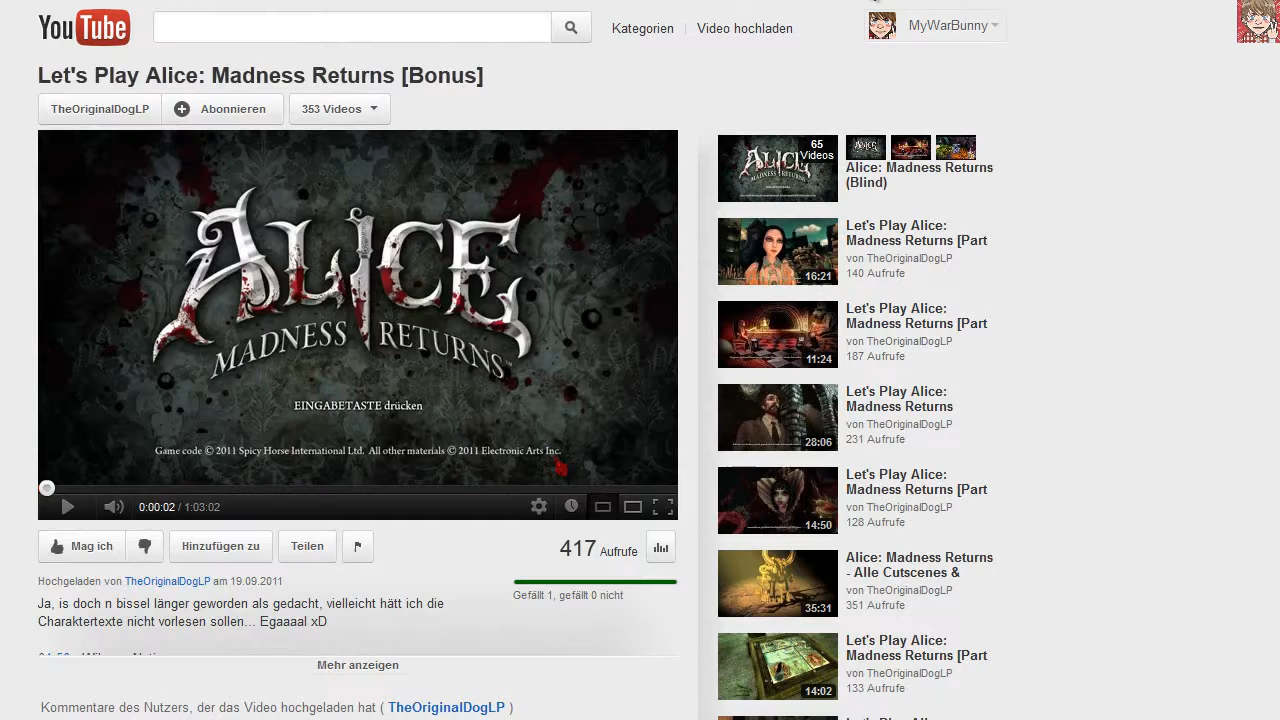 YouTube
Kategorien
Video hochladen
MyWarBunny
Let's Play Alice: Madness Returns [Bonus]
TheOriginalDogLP
Abonnieren
353 Videos
ALICE
MADNESS RETURNS
EINGABETASTE drücken
Game code © 2011 Spicy Horse International Ltd. All other materials © 2011 Electronic Arts Inc.
0:00:02 / 1:03:02
Mag ich
Hinzufügen zu
Teilen
417 Aufrufe
Hochgeladen von TheOriginalDogLP am 19.09.2011
Gefällt 1, gefällt 0 nicht
Ja, is doch n bissel länger geworden als gedacht, vielleicht hätt ich die
Charaktertexte nicht vorlesen sollen... Egaaaal xD
Mehr anzeigen
Kommentare des Nutzers, der das Video hochgeladen hat ( TheOriginalDogLP )
65
Videos
Alice: Madness Returns
(Blind)
Let's Play Alice:
Madness Returns [Part
von TheOriginalDogLP
140 Aufrufe
16:21
Let's Play Alice:
Madness Returns [Part
von TheOriginalDogLP
187 Aufrufe
11:24
Let's Play Alice:
Madness Returns
von TheOriginalDogLP
231 Aufrufe
28:06
Let's Play Alice:
Madness Returns [Part
von TheOriginalDogLP
128 Aufrufe
14:50
Alice: Madness Returns
- Alle Cutscenes &
von TheOriginalDogLP
351 Aufrufe
35:31
Let's Play Alice:
Madness Returns [Part
von TheOriginalDogLP
133 Aufrufe
14:02